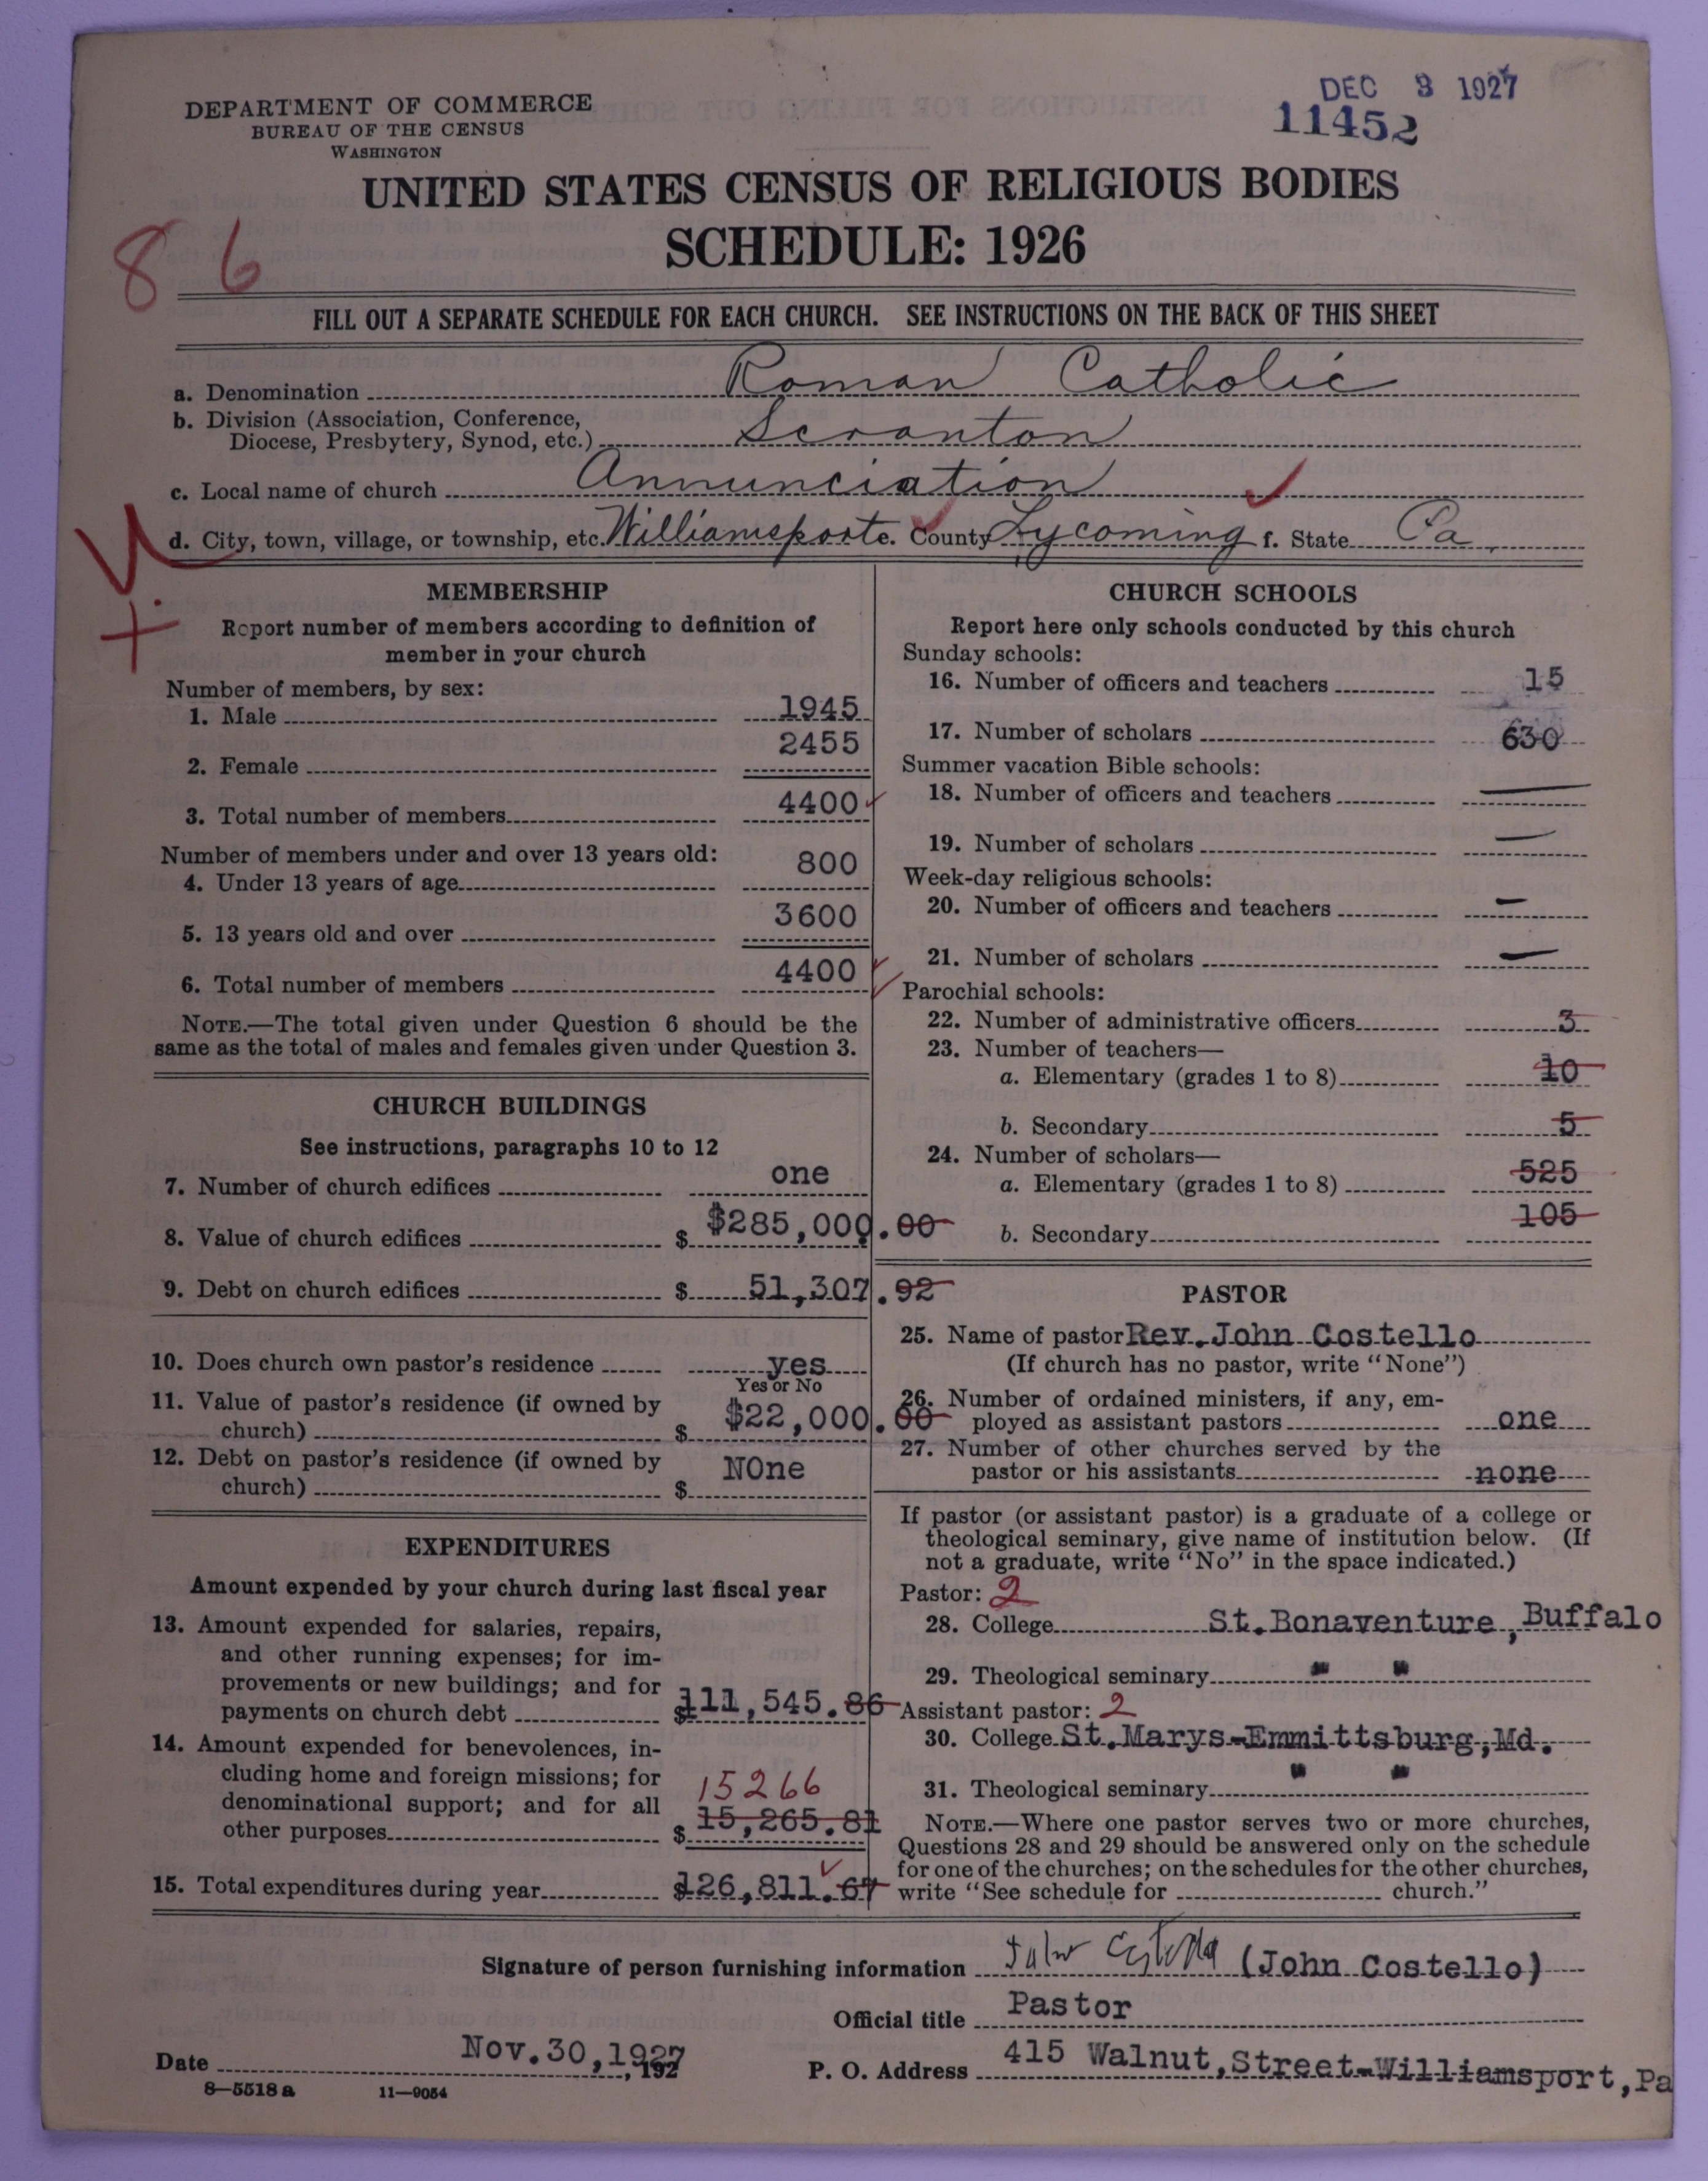 DEPARTMENT OF COMMERCE
BUREAU OF THE CENSUS
WASHINGTON
DEC 3 1927
11452
UNITED STATES CENSUS OF RELIGIOUS BODIES
SCHEDULE: 1926
8 6
FILL OUT A SEPARATE SCHEDULE FOR EACH CHURCH. SEE INSTRUCTIONS ON THE BACK OF THIS SHEET
a. Denomination Roman Catholic
b. Division (Association, Conference,
Diocese, Presbytery, Synod, etc.) Scranton
c. Local name of church Annunciation
d. City, town, village, or township, etc. Williamsport e. County Lycoming f. State Pa.
MEMBERSHIP
Report number of members according to definition of
member in your church
Number of members, by sex:
1. Male 1945
2. Female 2455
3. Total number of members 4400
Number of members under and over 13 years old:
4. Under 13 years of age 800
5. 13 years old and over 3600
6. Total number of members 4400
NOTE.—The total given under Question 6 should be the
same as the total of males and females given under Question 3.
CHURCH BUILDINGS
See instructions, paragraphs 10 to 12
7. Number of church edifices one
8. Value of church edifices $ $285,000.00
9. Debt on church edifices $ 51,307.92
10. Does church own pastor's residence yes
Yes or No
11. Value of pastor's residence (if owned by
church) $ $22,000.00
12. Debt on pastor's residence (if owned by
church) $ NOne
EXPENDITURES
Amount expended by your church during last fiscal year
13. Amount expended for salaries, repairs,
and other running expenses; for im-
provements or new buildings; and for
payments on church debt $111,545.86
14. Amount expended for benevolences, in-
cluding home and foreign missions; for
denominational support; and for all
15266
other purposes $ 15,265.81
15. Total expenditures during year $126,811.67
CHURCH SCHOOLS
Report here only schools conducted by this church
Sunday schools:
16. Number of officers and teachers 15
17. Number of scholars 630
Summer vacation Bible schools:
18. Number of officers and teachers —
19. Number of scholars —
Week-day religious schools:
20. Number of officers and teachers —
21. Number of scholars —
Parochial schools:
22. Number of administrative officers 3
23. Number of teachers—
a. Elementary (grades 1 to 8) 10
b. Secondary 5
24. Number of scholars—
a. Elementary (grades 1 to 8) 525
b. Secondary 105
PASTOR
25. Name of pastor Rev. John Costello
(If church has no pastor, write "None")
26. Number of ordained ministers, if any, em-
ployed as assistant pastors one
27. Number of other churches served by the
pastor or his assistants none
If pastor (or assistant pastor) is a graduate of a college or
theological seminary, give name of institution below. (If
not a graduate, write "No" in the space indicated.)
Pastor: 2
28. College St. Bonaventure, Buffalo
29. Theological seminary " "
Assistant pastor: 2
30. College St. Marys-Emmittsburg, Md.
31. Theological seminary " "
NOTE.—Where one pastor serves two or more churches,
Questions 28 and 29 should be answered only on the schedule
for one of the churches; on the schedules for the other churches,
write "See schedule for church."
Signature of person furnishing information John Costello (John Costello)
Official title Pastor
Date Nov. 30, 1927, 192
P. O. Address 415 Walnut, Street-Williamsport, Pa
8—5518 a 11—9054